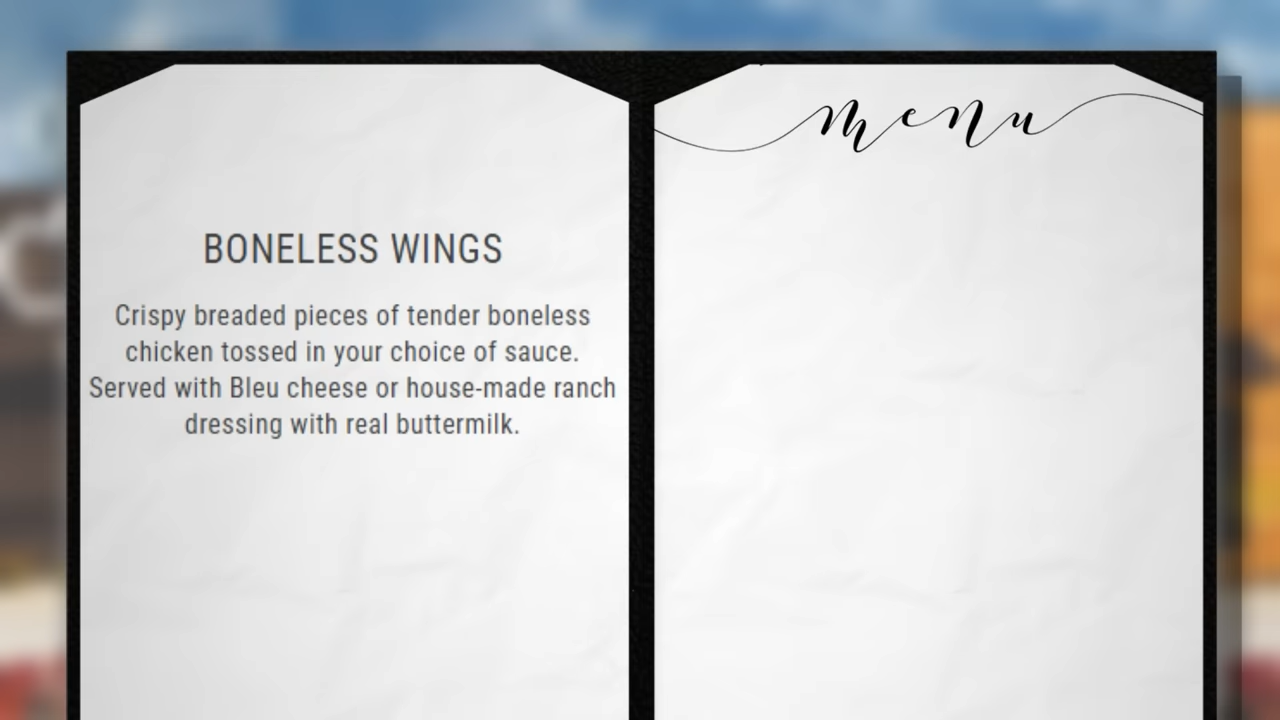 BONELESS WINGS
Crispy breaded pieces of tender boneless
chicken tossed in your choice of sauce.
Served with Bleu cheese or house-made ranch
dressing with real buttermilk.
menu